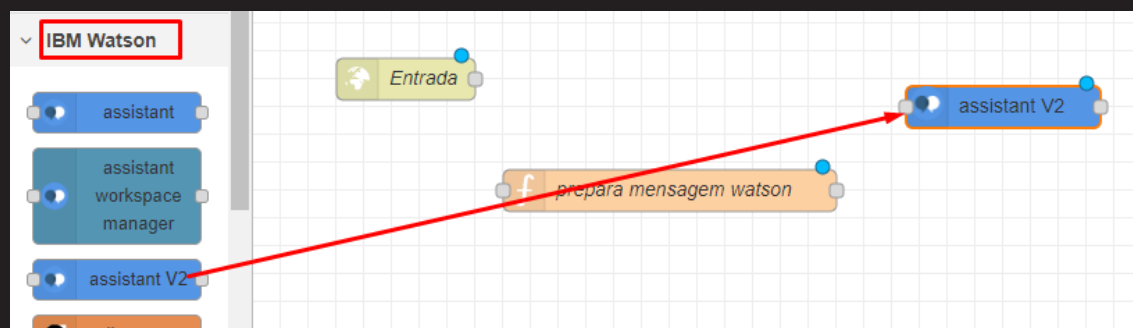 IBM Watson
Entrada
assistant
assistant V2
assistant
workspace
manager
prepara mensagem watson
assistant V2